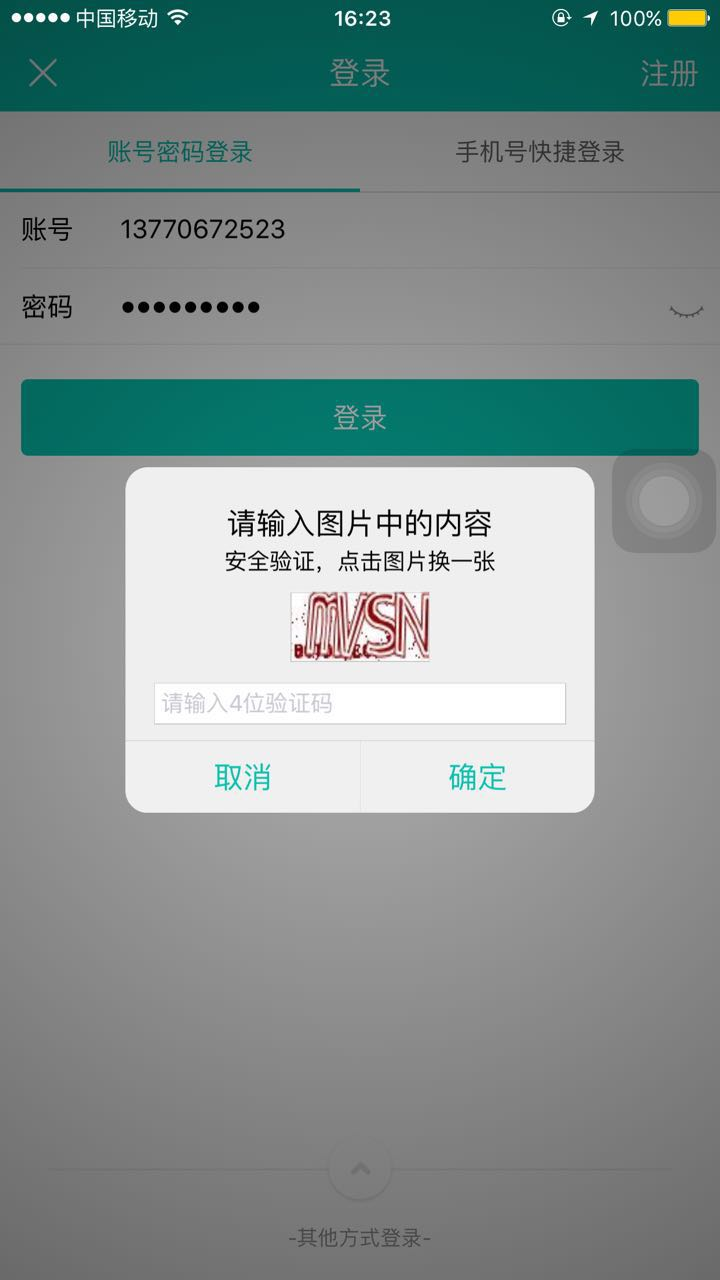 中国移动 16:23 100%
登录 注册
账号密码登录 手机号快捷登录
账号 13770672523
密码 •••••••••
登录
请输入图片中的内容
安全验证，点击图片换一张
MVSN
请输入4位验证码
取消 确定
-其他方式登录-